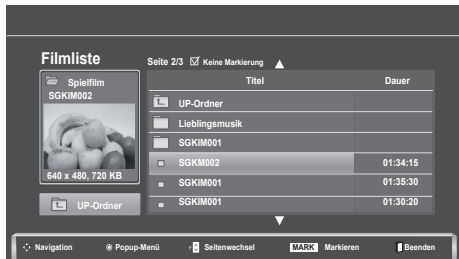 Filmliste
Seite 2/3 Keine Markierung
Spielfilm
SGKIM002
640 x 480, 720 KB
UP-Ordner
Titel Dauer
UP-Ordner
Lieblingsmusik
SGKIM001
SGKM002 01:34:15
SGKIM001 01:35:30
SGKIM001 01:30:20
Navigation Popup-Menü Seitenwechsel MARK Markieren Beenden